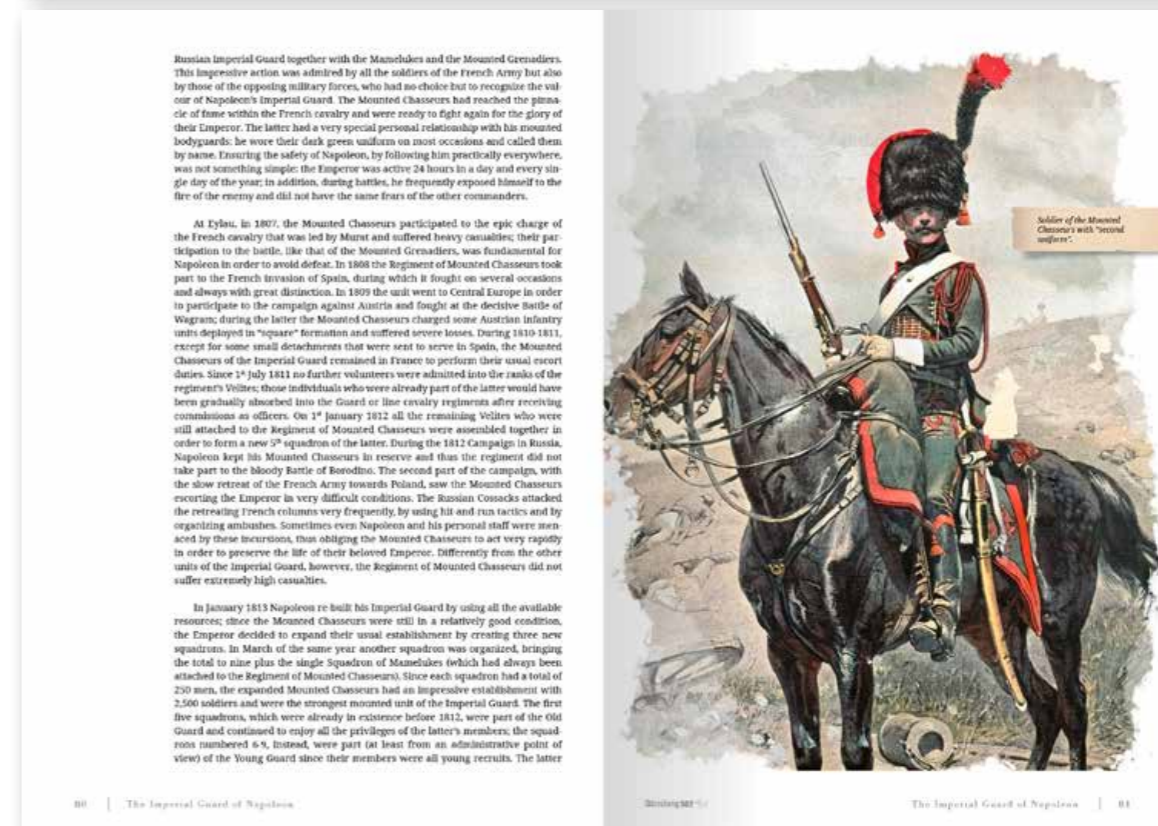 Russian Imperial Guard together with the Mamelukes and the Mounted Grenadiers.
This impressive action was admired by all the soldiers of the French Army but also
by those of the opposing military forces, who had no choice but to recognize the val-
our of Napoleon's Imperial Guard. The Mounted Chasseurs had reached the pinna-
cle of fame within the French cavalry and were ready to fight again for the glory of
their Emperor. The latter had a very special personal relationship with his mounted
bodyguards: he wore their dark green uniform on most occasions and called them
by name. Ensuring the safety of Napoleon, by following him practically everywhere,
was not something simple: the Emperor was active 24 hours in a day and every sin-
gle day of the year; in addition, during battles, he frequently exposed himself to the
fire of the enemy and did not have the same fears of the other commanders.
At Eylau, in 1807, the Mounted Chasseurs participated to the epic charge of
the French cavalry that was led by Murat and suffered heavy casualties; their par-
ticipation to the battle, like that of the Mounted Grenadiers, was fundamental for
Napoleon in order to avoid defeat. In 1808 the Regiment of Mounted Chasseurs took
part to the French invasion of Spain, during which it fought on several occasions
and always with great distinction. In 1809 the unit went to Central Europe in order
to participate to the campaign against Austria and fought at the decisive Battle of
Wagram; during the latter the Mounted Chasseurs charged some Austrian infantry
units deployed in "square" formation and suffered severe losses. During 1810-1811,
except for some small detachments that were sent to serve in Spain, the Mounted
Chasseurs of the Imperial Guard remained in France to perform their usual escort
duties. Since 1st July 1811 no further volunteers were admitted into the ranks of the
regiment's Velites; those individuals who were already part of the latter would have
been gradually absorbed into the Guard or line cavalry regiments after receiving
commissions as officers. On 1st January 1812 all the remaining Velites who were
still attached to the Regiment of Mounted Chasseurs were assembled together in
order to form a new 5th squadron of the latter. During the 1812 Campaign in Russia,
Napoleon kept his Mounted Chasseurs in reserve and thus the regiment did not
take part to the bloody Battle of Borodino. The second part of the campaign, with
the slow retreat of the French Army towards Poland, saw the Mounted Chasseurs
escorting the Emperor in very difficult conditions. The Russian Cossacks attacked
the retreating French columns very frequently, by using hit-and-run tactics and by
organizing ambushes. Sometimes even Napoleon and his personal staff were men-
aced by these incursions, thus obliging the Mounted Chasseurs to act very rapidly
in order to preserve the life of their beloved Emperor. Differently from the other
units of the Imperial Guard, however, the Regiment of Mounted Chasseurs did not
suffer extremely high casualties.
In January 1813 Napoleon re-built his Imperial Guard by using all the available
resources; since the Mounted Chasseurs were still in a relatively good condition,
the Emperor decided to expand their usual establishment by creating three new
squadrons. In March of the same year another squadron was organized, bringing
the total to nine plus the single Squadron of Mamelukes (which had always been
attached to the Regiment of Mounted Chasseurs). Since each squadron had a total of
250 men, the expanded Mounted Chasseurs had an impressive establishment with
2,500 soldiers and were the strongest mounted unit of the Imperial Guard. The first
five squadrons, which were already in existence before 1812, were part of the Old
Guard and continued to enjoy all the privileges of the latter's members; the squad-
rons numbered 6-9, instead, were part (at least from an administrative point of
view) of the Young Guard since their members were all young recruits. The latter
80 | The Imperial Guard of Napoleon
Soldier of the Mounted
Chasseurs with "second
uniform".
The Imperial Guard of Napoleon | 81